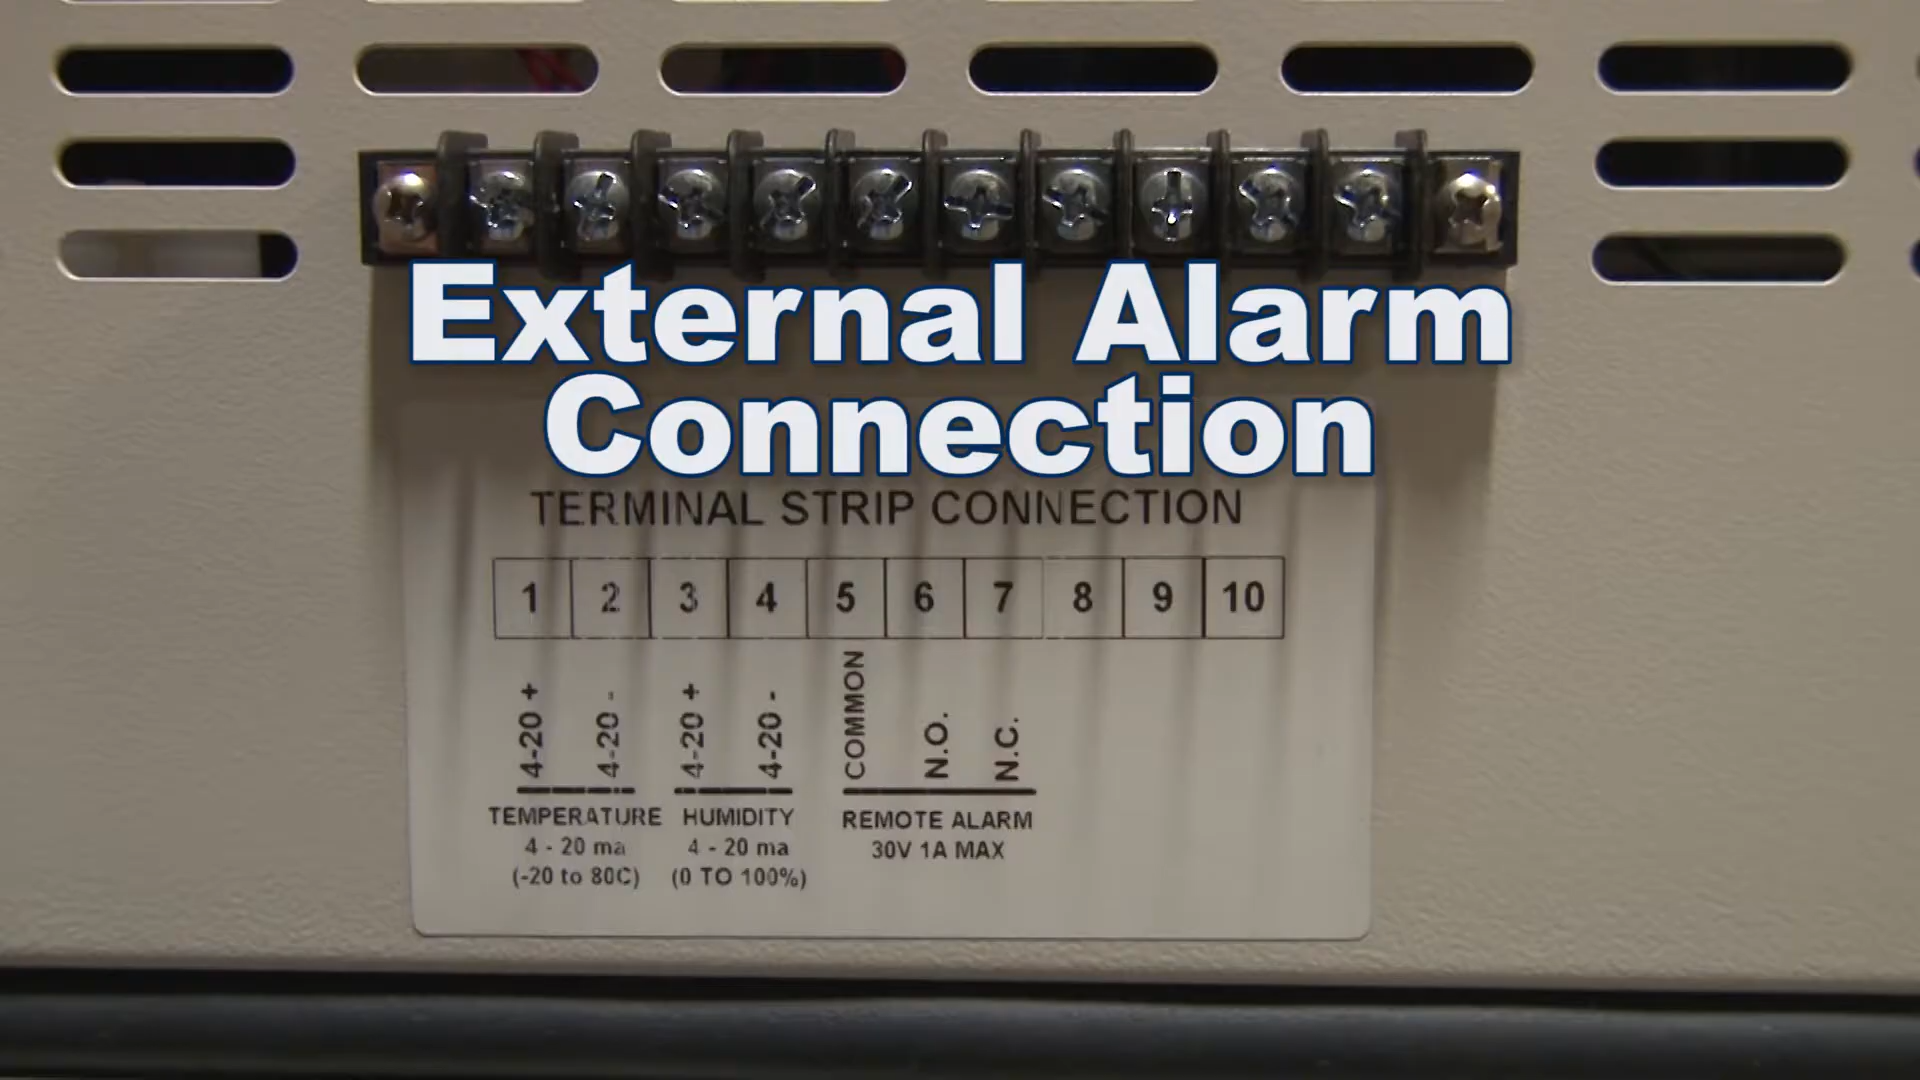 External Alarm
Connection
TERMINAL STRIP CONNECTION
1 2 3 4 5 6 7 8 9 10
4-20 + 4-20 - 4-20 + 4-20 - COMMON N.O. N.C.
TEMPERATURE HUMIDITY REMOTE ALARM
4 - 20 ma 4 - 20 ma 30V 1A MAX
(-20 to 80C) (0 TO 100%)